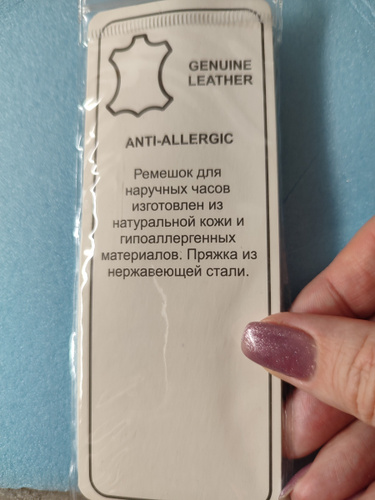 GENUINE
LEATHER
ANTI-ALLERGIC
Ремешок для
наручных часов
изготовлен из
натуральной кожи и
гипоаллергенных
материалов. Пряжка из
нержавеющей стали.